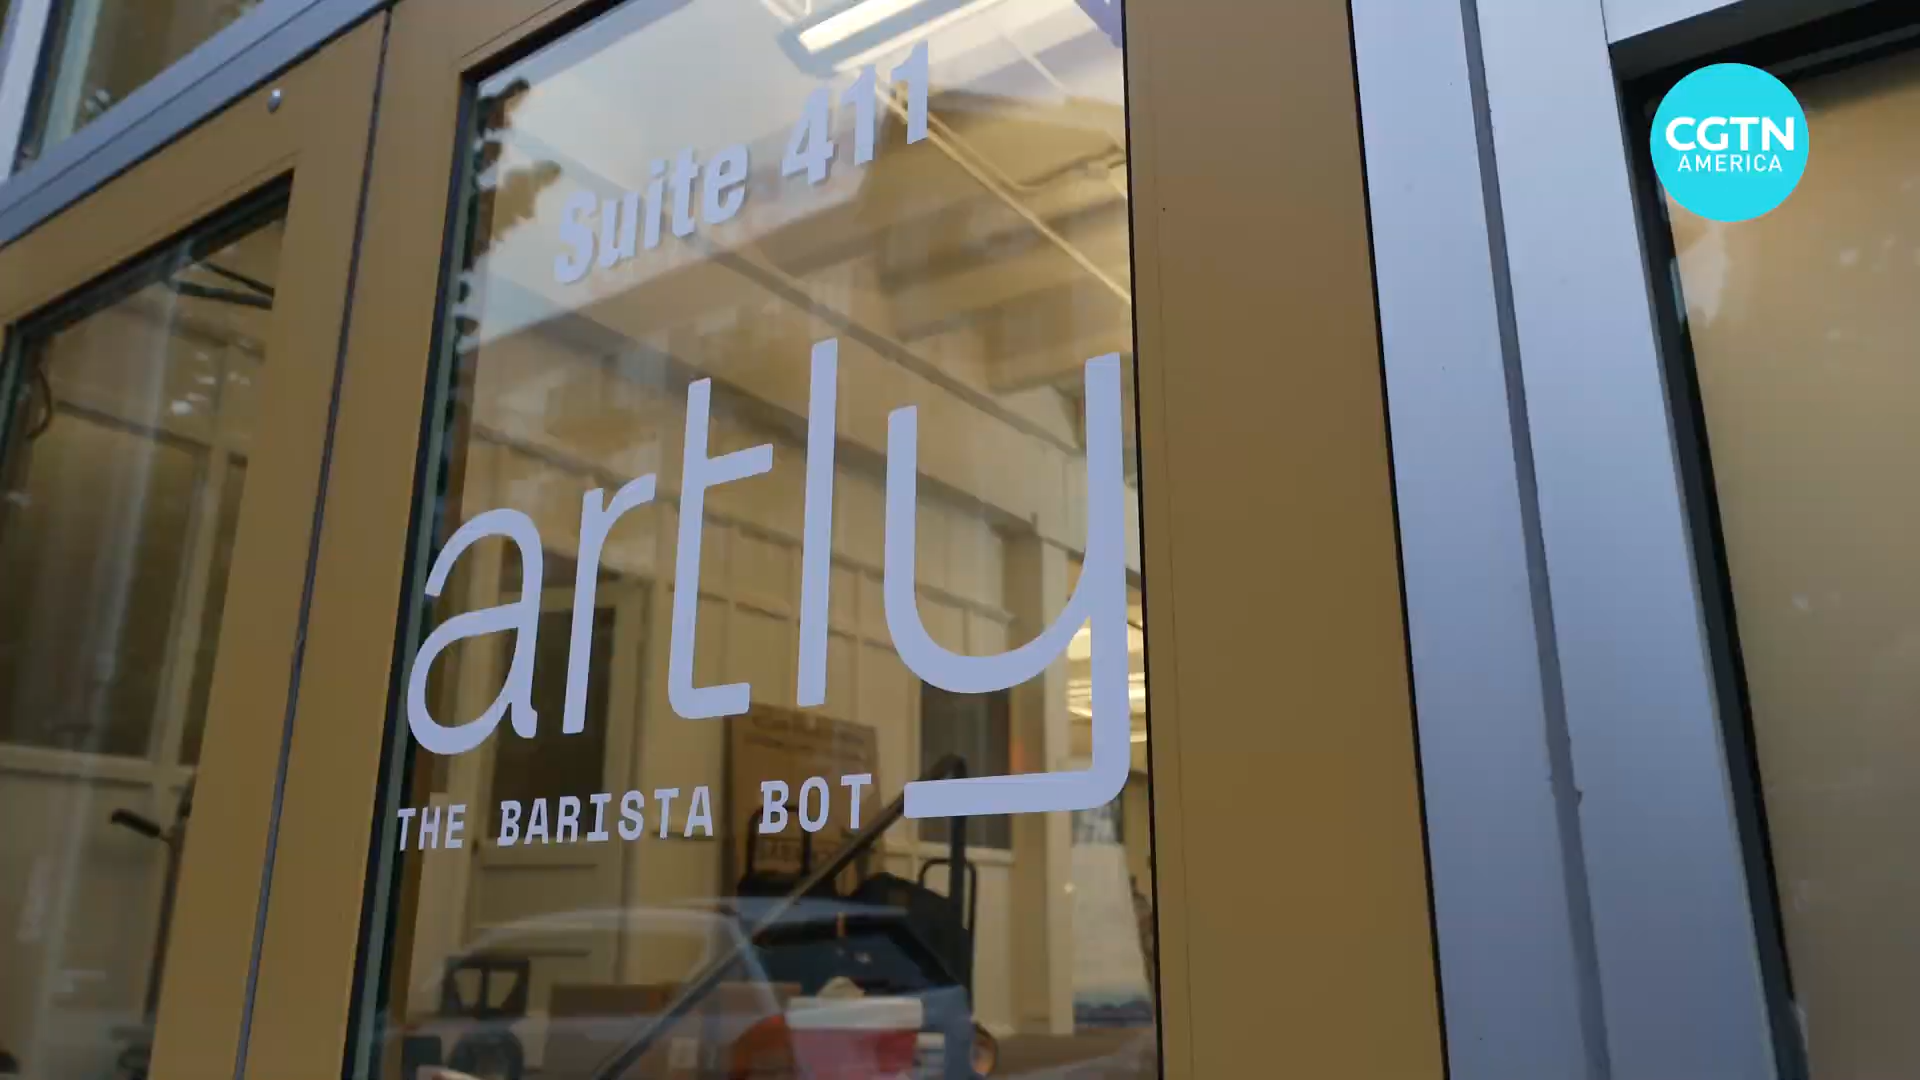 Suite 411
artly
THE BARISTA BOT
CGTN
AMERICA